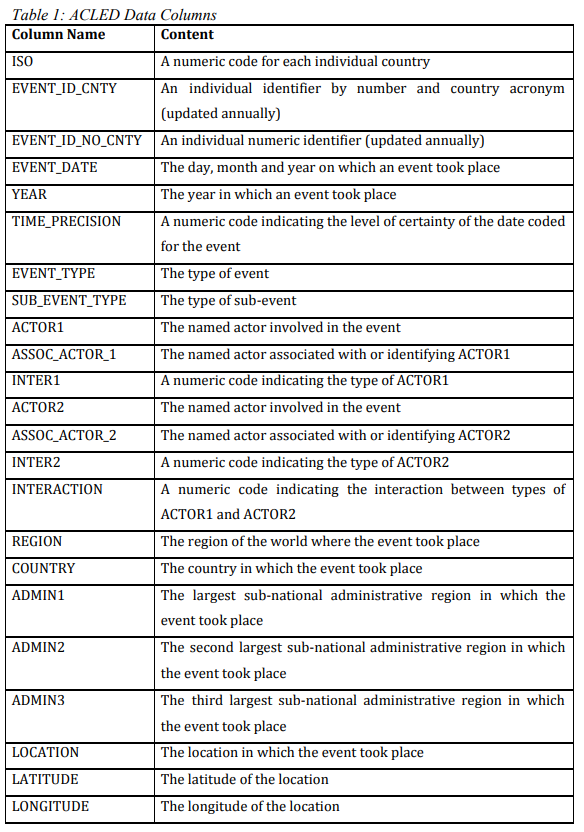 Table 1: ACLED Data Columns
Column Name Content
ISO A numeric code for each individual country
EVENT_ID_CNTY An individual identifier by number and country acronym
(updated annually)
EVENT_ID_NO_CNTY An individual numeric identifier (updated annually)
EVENT_DATE The day, month and year on which an event took place
YEAR The year in which an event took place
TIME_PRECISION A numeric code indicating the level of certainty of the date coded
for the event
EVENT_TYPE The type of event
SUB_EVENT_TYPE The type of sub-event
ACTOR1 The named actor involved in the event
ASSOC_ACTOR_1 The named actor associated with or identifying ACTOR1
INTER1 A numeric code indicating the type of ACTOR1
ACTOR2 The named actor involved in the event
ASSOC_ACTOR_2 The named actor associated with or identifying ACTOR2
INTER2 A numeric code indicating the type of ACTOR2
INTERACTION A numeric code indicating the interaction between types of
ACTOR1 and ACTOR2
REGION The region of the world where the event took place
COUNTRY The country in which the event took place
ADMIN1 The largest sub-national administrative region in which the
event took place
ADMIN2 The second largest sub-national administrative region in which
the event took place
ADMIN3 The third largest sub-national administrative region in which
the event took place
LOCATION The location in which the event took place
LATITUDE The latitude of the location
LONGITUDE The longitude of the location